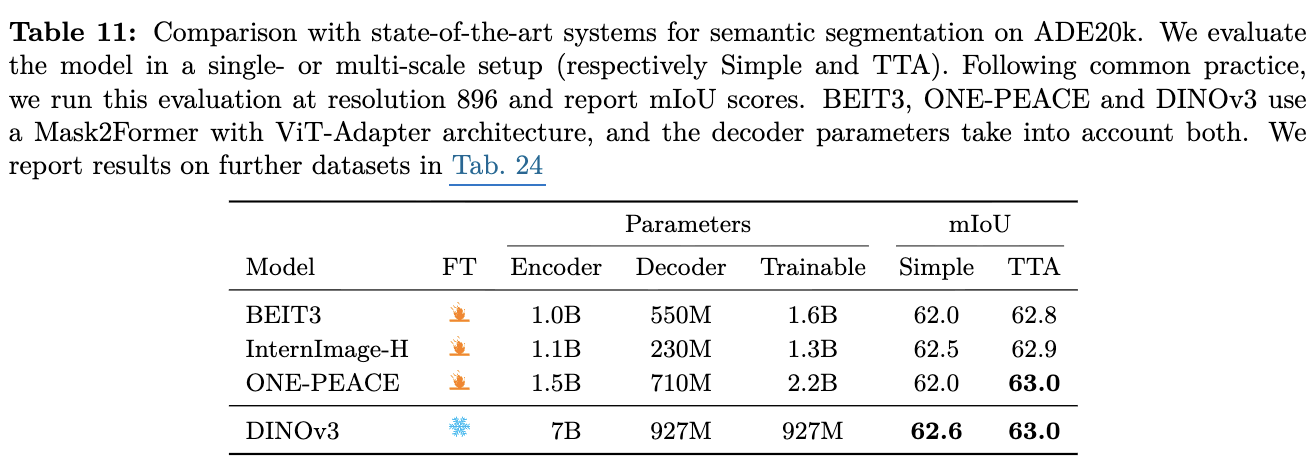 Table 11: Comparison with state-of-the-art systems for semantic segmentation on ADE20k. We evaluate
the model in a single- or multi-scale setup (respectively Simple and TTA). Following common practice,
we run this evaluation at resolution 896 and report mIoU scores. BEIT3, ONE-PEACE and DINOv3 use
a Mask2Former with ViT-Adapter architecture, and the decoder parameters take into account both. We
report results on further datasets in Tab. 24
Parameters mIoU
Model FT Encoder Decoder Trainable Simple TTA
BEIT3 1.0B 550M 1.6B 62.0 62.8
InternImage-H 1.1B 230M 1.3B 62.5 62.9
ONE-PEACE 1.5B 710M 2.2B 62.0 63.0
DINOv3 7B 927M 927M 62.6 63.0